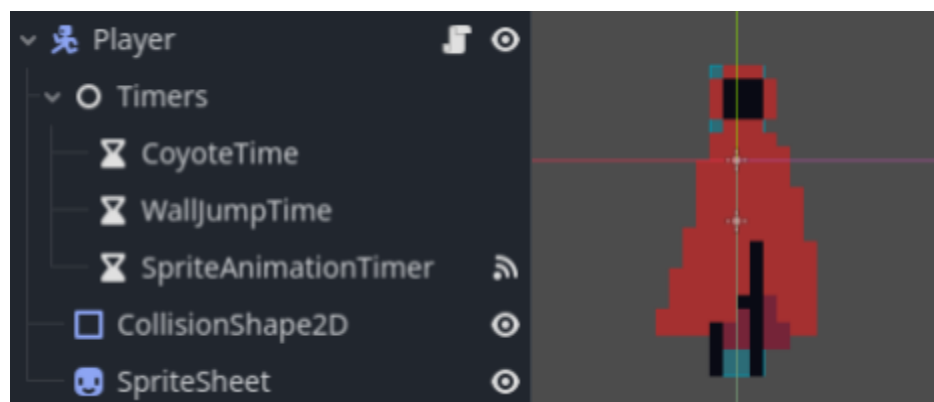 Player
Timers
CoyoteTime
WallJumpTime
SpriteAnimationTimer
CollisionShape2D
SpriteSheet